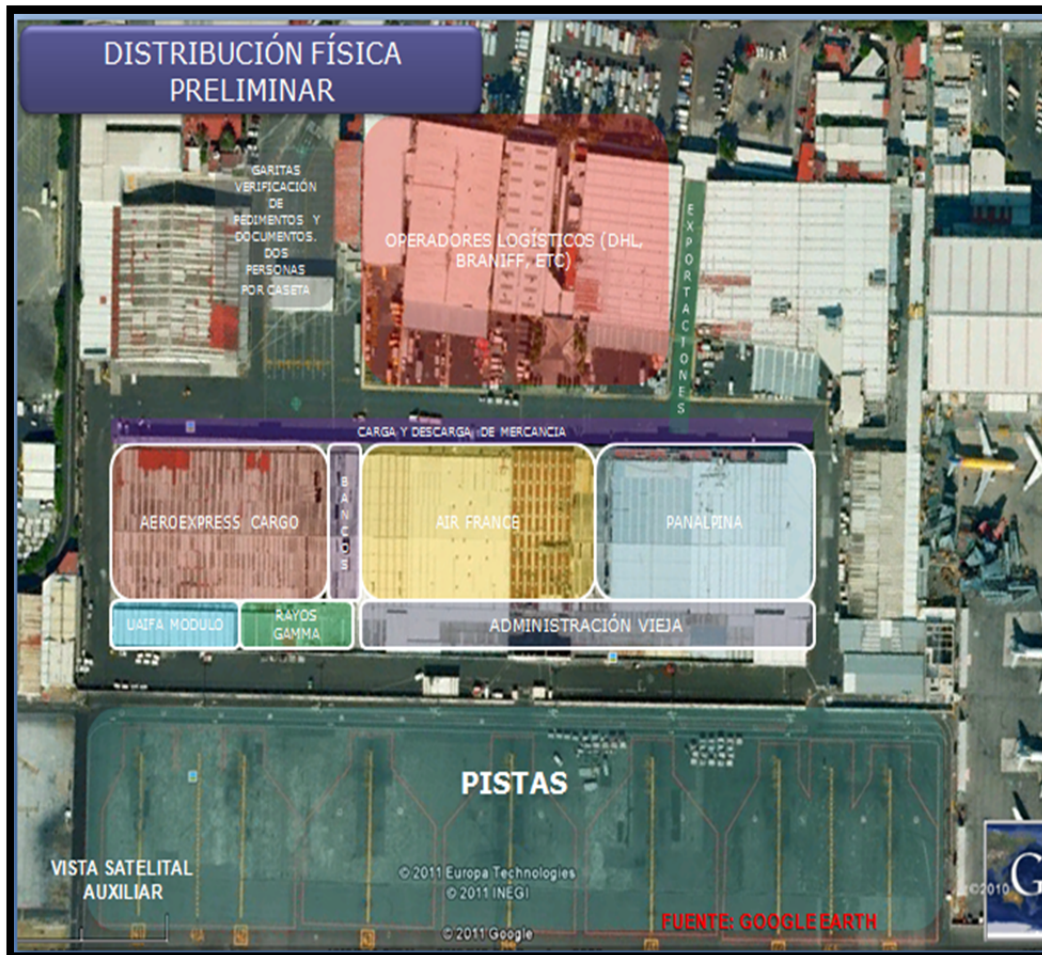 DISTRIBUCIÓN FÍSICA
PRELIMINAR
GARITAS
VERIFICACIÓN
DE
PEDIMENTOS Y
DOCUMENTOS.
DOS
PERSONAS
POR CASETA
OPERADORES LOGÍSTICOS (DHL,
BRANIFF, ETC)
EXPORTACIONES
CARGA Y DESCARGA DE MERCANCIA
AEROEXPRESS CARGO
BANCOS
AIR FRANCE
PANALPINA
UAIFA MODULO
RAYOS
GAMMA
ADMINISTRACIÓN VIEJA
PISTAS
VISTA SATELITAL
AUXILIAR
© 2011 Europa Technologies
© 2011 INEGI
© 2011 Google
FUENTE: GOOGLE EARTH
©2010
G